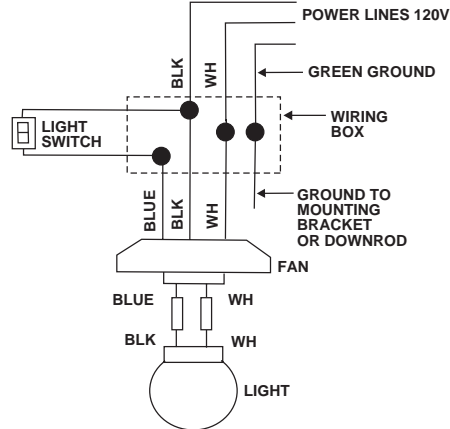 POWER LINES 120V
BLK
WH
GREEN GROUND
LIGHT
SWITCH
WIRING
BOX
BLUE
BLK
WH
GROUND TO
MOUNTING
BRACKET
OR DOWNROD
FAN
BLUE
WH
BLK
WH
LIGHT